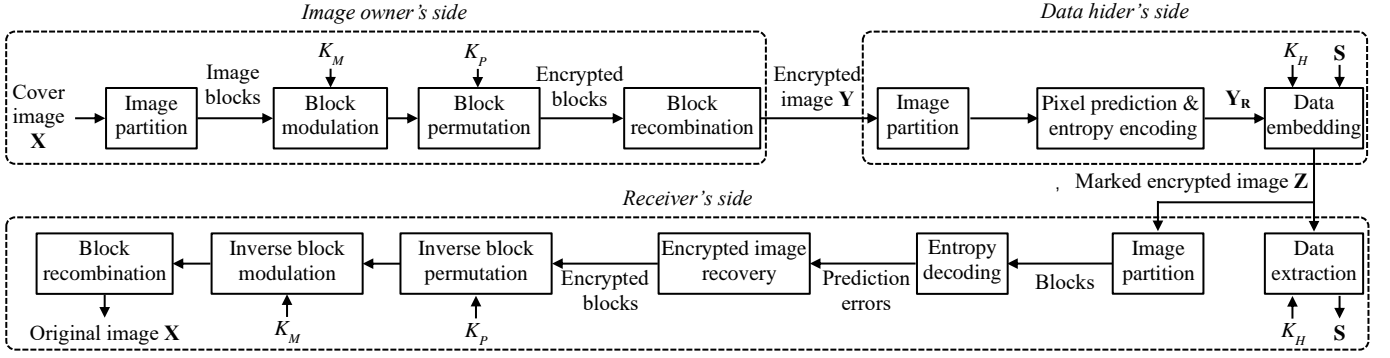 Image owner's side
Data hider's side
Cover
image
X
Image
partition
Image
blocks
K_M
Block
modulation
K_P
Block
permutation
Encrypted
blocks
Block
recombination
Encrypted
image Y
Image
partition
Pixel prediction &
entropy encoding
Y_R
K_H
S
Data
embedding
, Marked encrypted image Z
Receiver's side
Data
extraction
K_H
S
Image
partition
Blocks
Entropy
decoding
Prediction
errors
Encrypted image
recovery
Encrypted
blocks
Inverse block
permutation
K_P
Inverse block
modulation
K_M
Block
recombination
Original image X